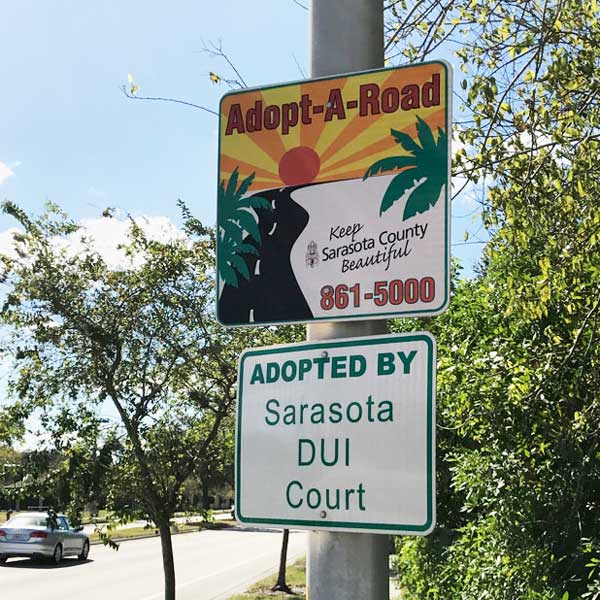 Adopt-A-Road
Keep
Sarasota County
Beautiful
861-5000
ADOPTED BY
Sarasota
DUI
Court